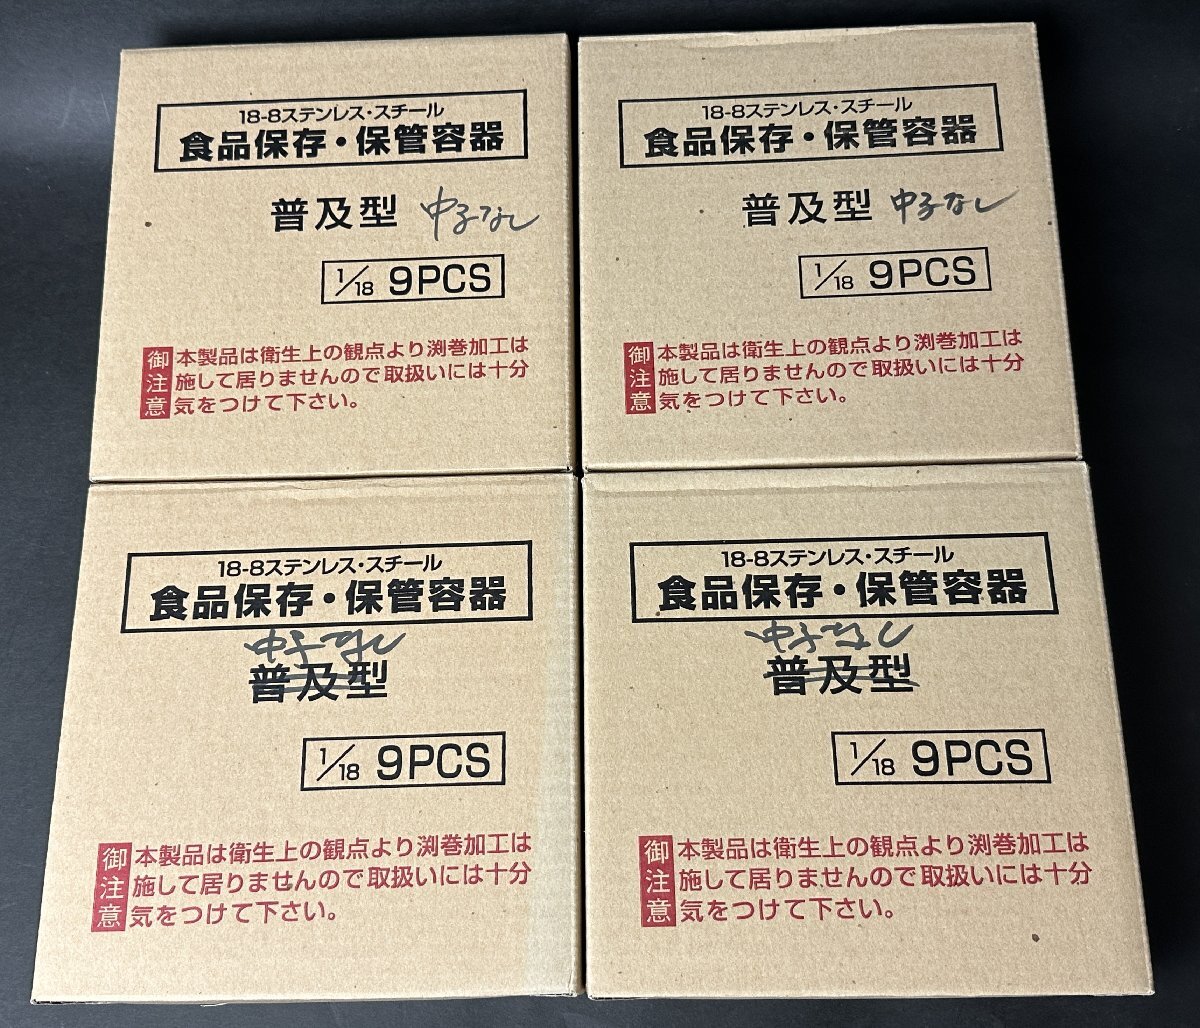 18-8ステンレス・スチール
食品保存・保管容器
普及型 中子なし
1/18 9PCS
御注意
本製品は衛生上の観点より渕巻加工は
施して居りませんので取扱いには十分
気をつけて下さい。
18-8ステンレス・スチール
食品保存・保管容器
普及型 中子なし
1/18 9PCS
御注意
本製品は衛生上の観点より渕巻加工は
施して居りませんので取扱いには十分
気をつけて下さい。
18-8ステンレス・スチール
食品保存・保管容器
中子なし
普及型
1/18 9PCS
御注意
本製品は衛生上の観点より渕巻加工は
施して居りませんので取扱いには十分
気をつけて下さい。
18-8ステンレス・スチール
食品保存・保管容器
中子なし
普及型
1/18 9PCS
御注意
本製品は衛生上の観点より渕巻加工は
施して居りませんので取扱いには十分
気をつけて下さい。